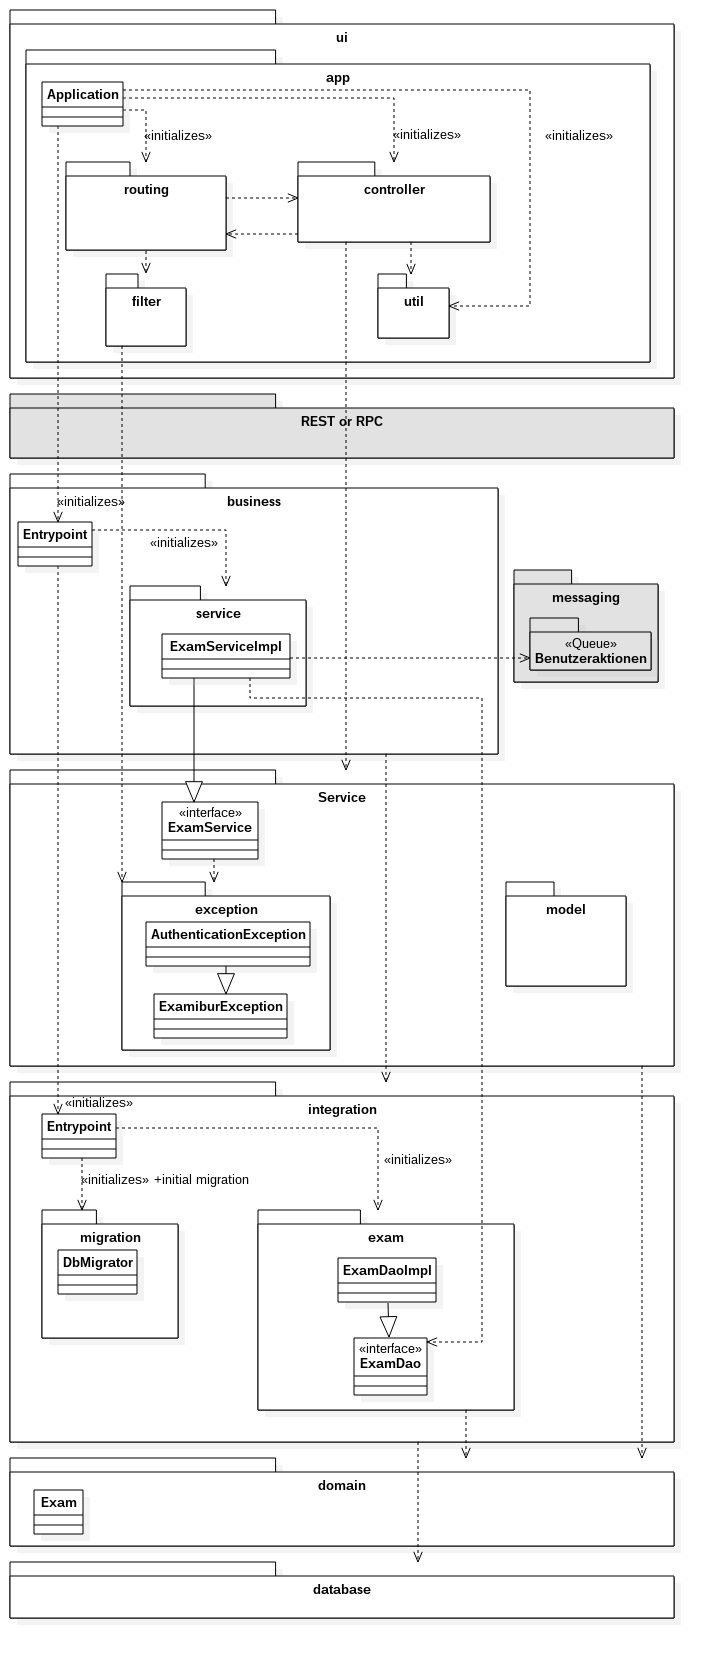 ui
app
Application
«initializes»
«initializes»
«initializes»
routing
controller
filter
util
REST or RPC
«initializes»
business
Entrypoint
«initializes»
service
ExamServiceImpl
messaging
«Queue»
Benutzeraktionen
Service
«interface»
ExamService
exception
AuthenticationException
ExamiburException
model
«initializes»
integration
Entrypoint
«initializes»
«initializes» +initial migration
migration
DbMigrator
exam
ExamDaoImpl
«interface»
ExamDao
domain
Exam
database